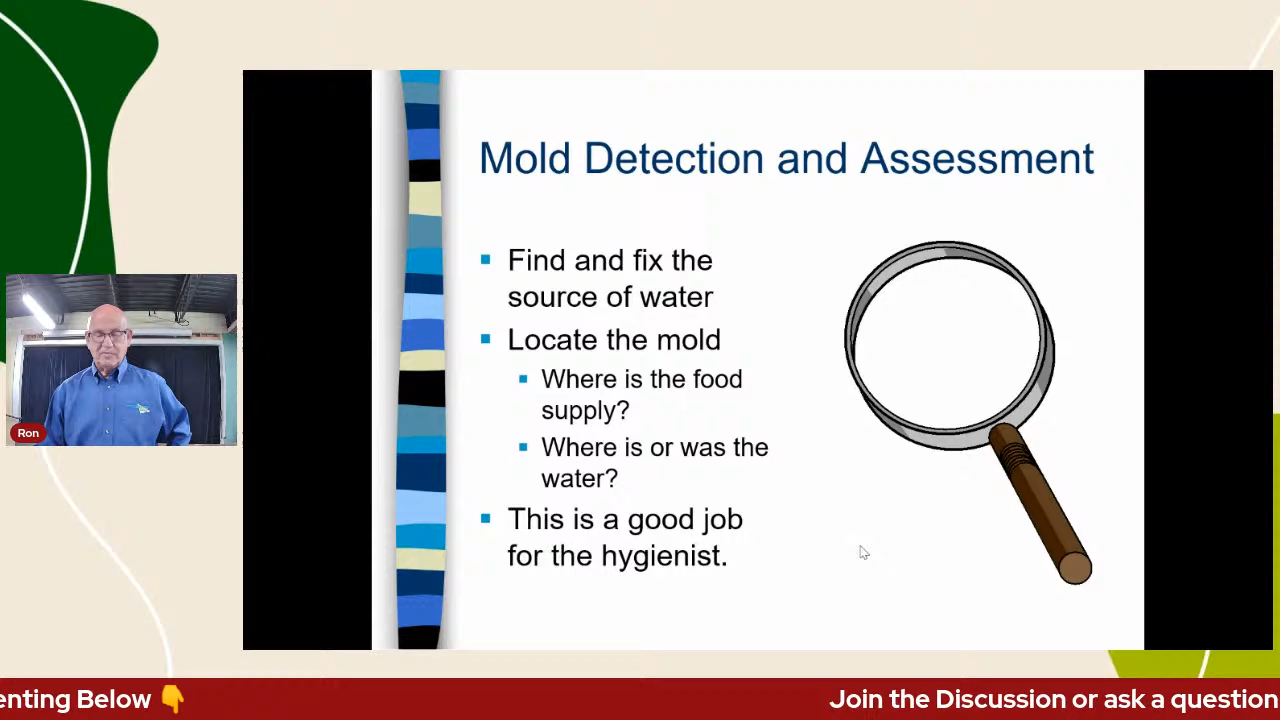 Mold Detection and Assessment
Find and fix the
source of water
Locate the mold
Where is the food
supply?
Where is or was the
water?
This is a good job
for the hygienist.
Ron
enting Below 👇
Join the Discussion or ask a question